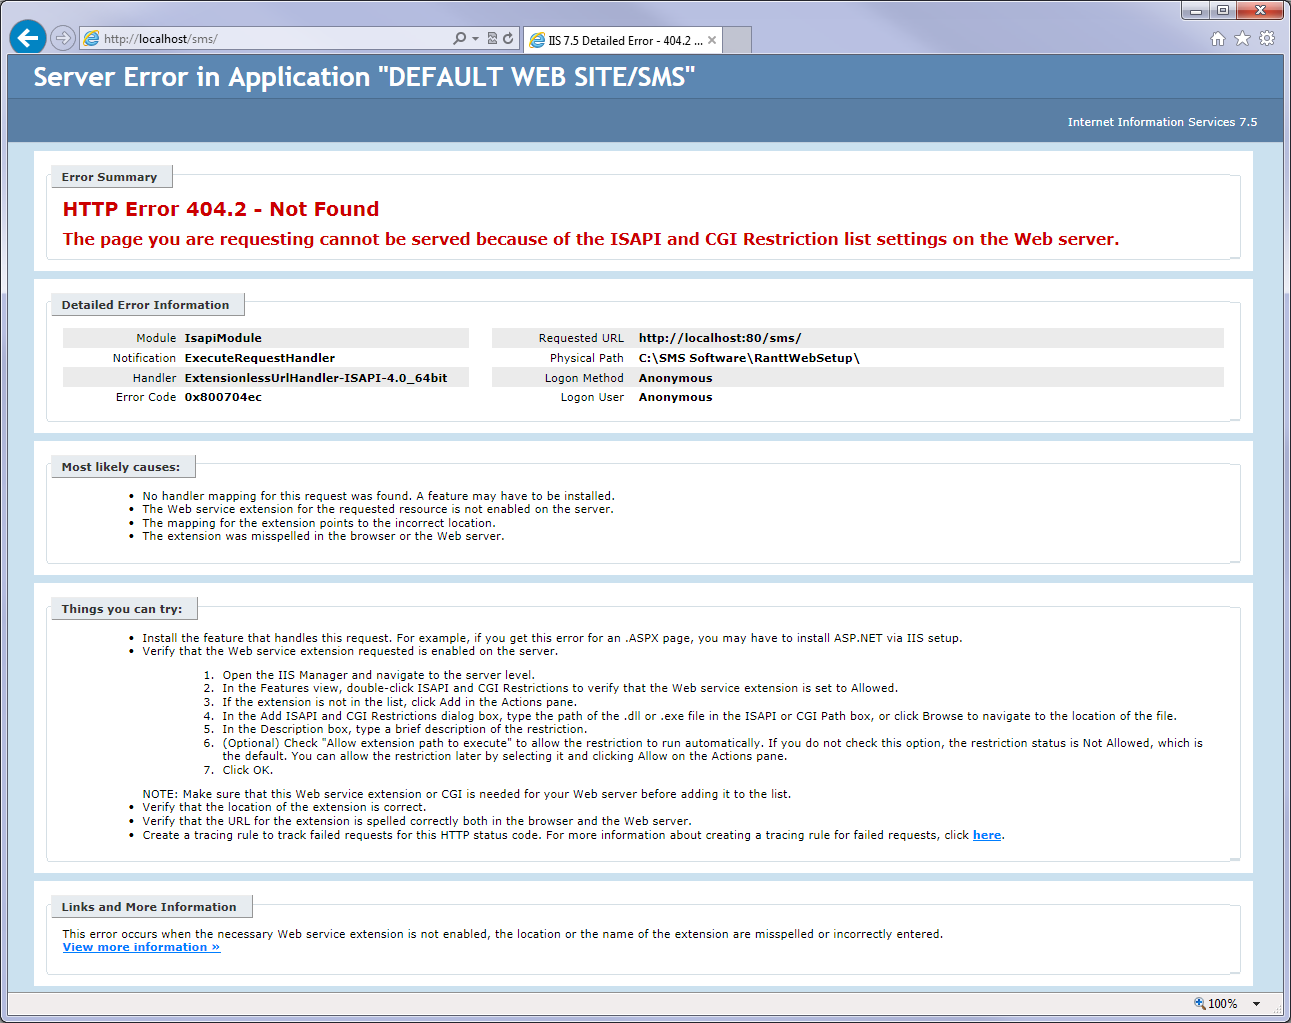 http://localhost/sms/
IIS 7.5 Detailed Error - 404.2 ...
Server Error in Application "DEFAULT WEB SITE/SMS"
Internet Information Services 7.5
Error Summary
HTTP Error 404.2 - Not Found
The page you are requesting cannot be served because of the ISAPI and CGI Restriction list settings on the Web server.
Detailed Error Information
Module IsapiModule
Notification ExecuteRequestHandler
Handler ExtensionlessUrlHandler-ISAPI-4.0_64bit
Error Code 0x800704ec
Requested URL http://localhost:80/sms/
Physical Path C:\SMS Software\RanttWebSetup\
Logon Method Anonymous
Logon User Anonymous
Most likely causes:
• No handler mapping for this request was found. A feature may have to be installed.
• The Web service extension for the requested resource is not enabled on the server.
• The mapping for the extension points to the incorrect location.
• The extension was misspelled in the browser or the Web server.
Things you can try:
• Install the feature that handles this request. For example, if you get this error for an .ASPX page, you may have to install ASP.NET via IIS setup.
• Verify that the Web service extension requested is enabled on the server.
1. Open the IIS Manager and navigate to the server level.
2. In the Features view, double-click ISAPI and CGI Restrictions to verify that the Web service extension is set to Allowed.
3. If the extension is not in the list, click Add in the Actions pane.
4. In the Add ISAPI and CGI Restrictions dialog box, type the path of the .dll or .exe file in the ISAPI or CGI Path box, or click Browse to navigate to the location of the file.
5. In the Description box, type a brief description of the restriction.
6. (Optional) Check "Allow extension path to execute" to allow the restriction to run automatically. If you do not check this option, the restriction status is Not Allowed, which is
the default. You can allow the restriction later by selecting it and clicking Allow on the Actions pane.
7. Click OK.
NOTE: Make sure that this Web service extension or CGI is needed for your Web server before adding it to the list.
• Verify that the location of the extension is correct.
• Verify that the URL for the extension is spelled correctly both in the browser and the Web server.
• Create a tracing rule to track failed requests for this HTTP status code. For more information about creating a tracing rule for failed requests, click here.
Links and More Information
This error occurs when the necessary Web service extension is not enabled, the location or the name of the extension are misspelled or incorrectly entered.
View more information »
100%